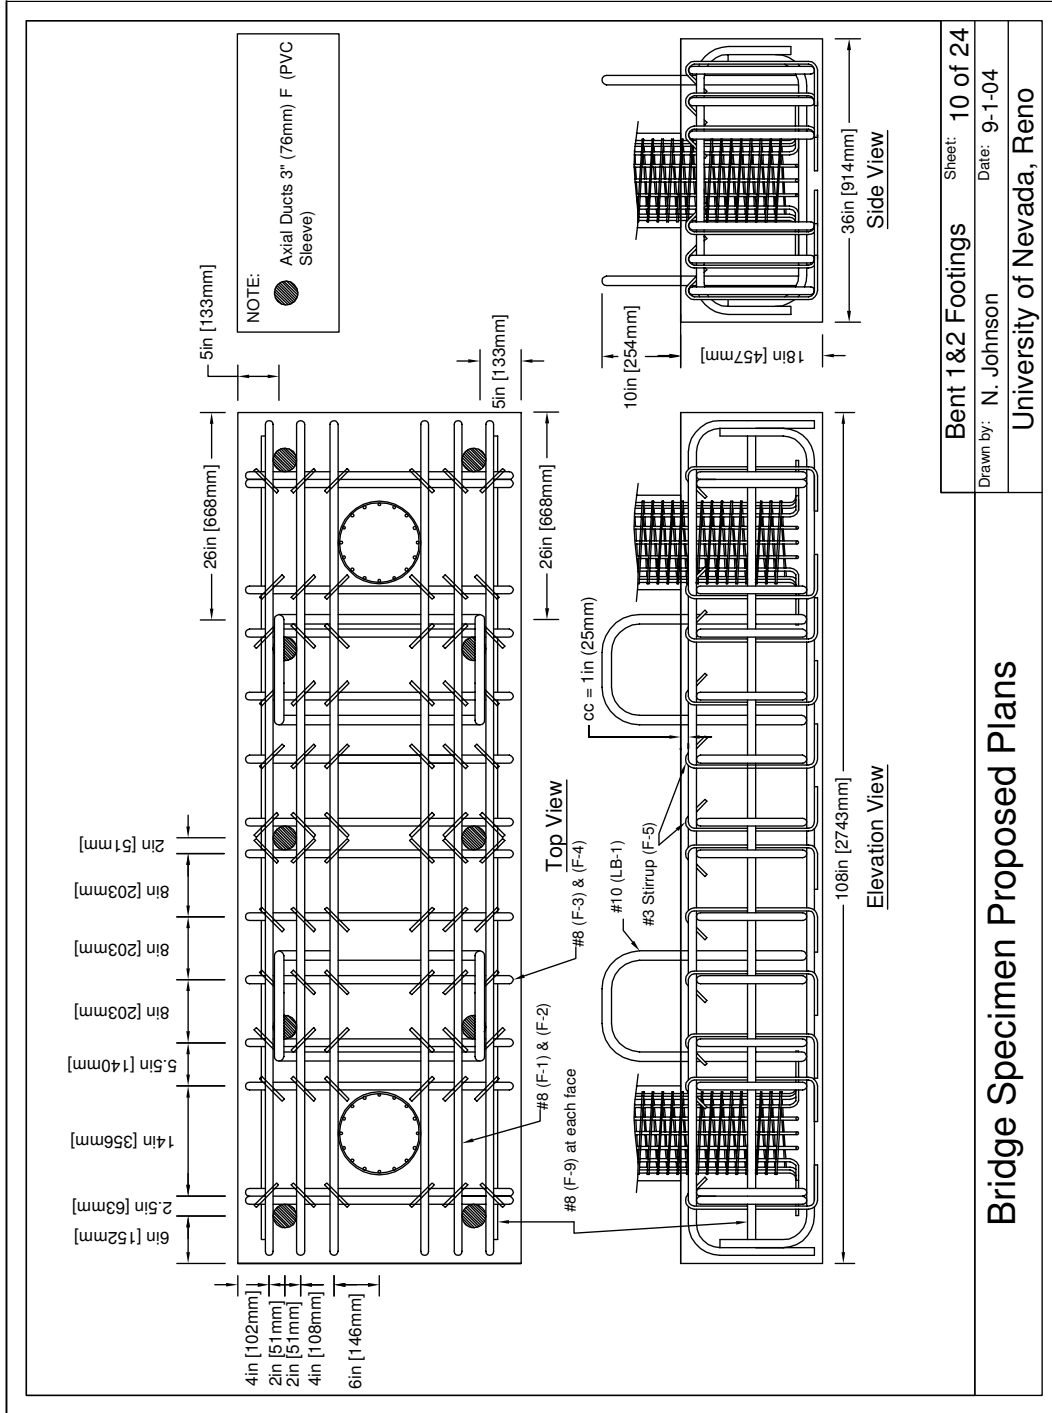 NOTE:
Axial Ducts 3" (76mm) F (PVC
Sleeve)
5in [133mm]
5in [133mm]
26in [668mm]
26in [668mm]
2in [51mm]
8in [203mm]
8in [203mm]
8in [203mm]
5.5in [140mm]
14in [356mm]
2.5in [63mm]
6in [152mm]
4in [102mm]
2in [51mm]
2in [51mm]
4in [108mm]
6in [146mm]
Top View
#8 (F-3) & (F-4)
#8 (F-1) & (F-2)
#8 (F-9) at each face
10in [254mm]
18in [457mm]
36in [914mm]
Side View
cc = 1in (25mm)
#10 (LB-1)
#3 Stirrup (F-5)
108in [2743mm]
Elevation View
Bridge Specimen Proposed Plans
Bent 1&2 Footings
Sheet: 10 of 24
Drawn by: N. Johnson
Date: 9-1-04
University of Nevada, Reno